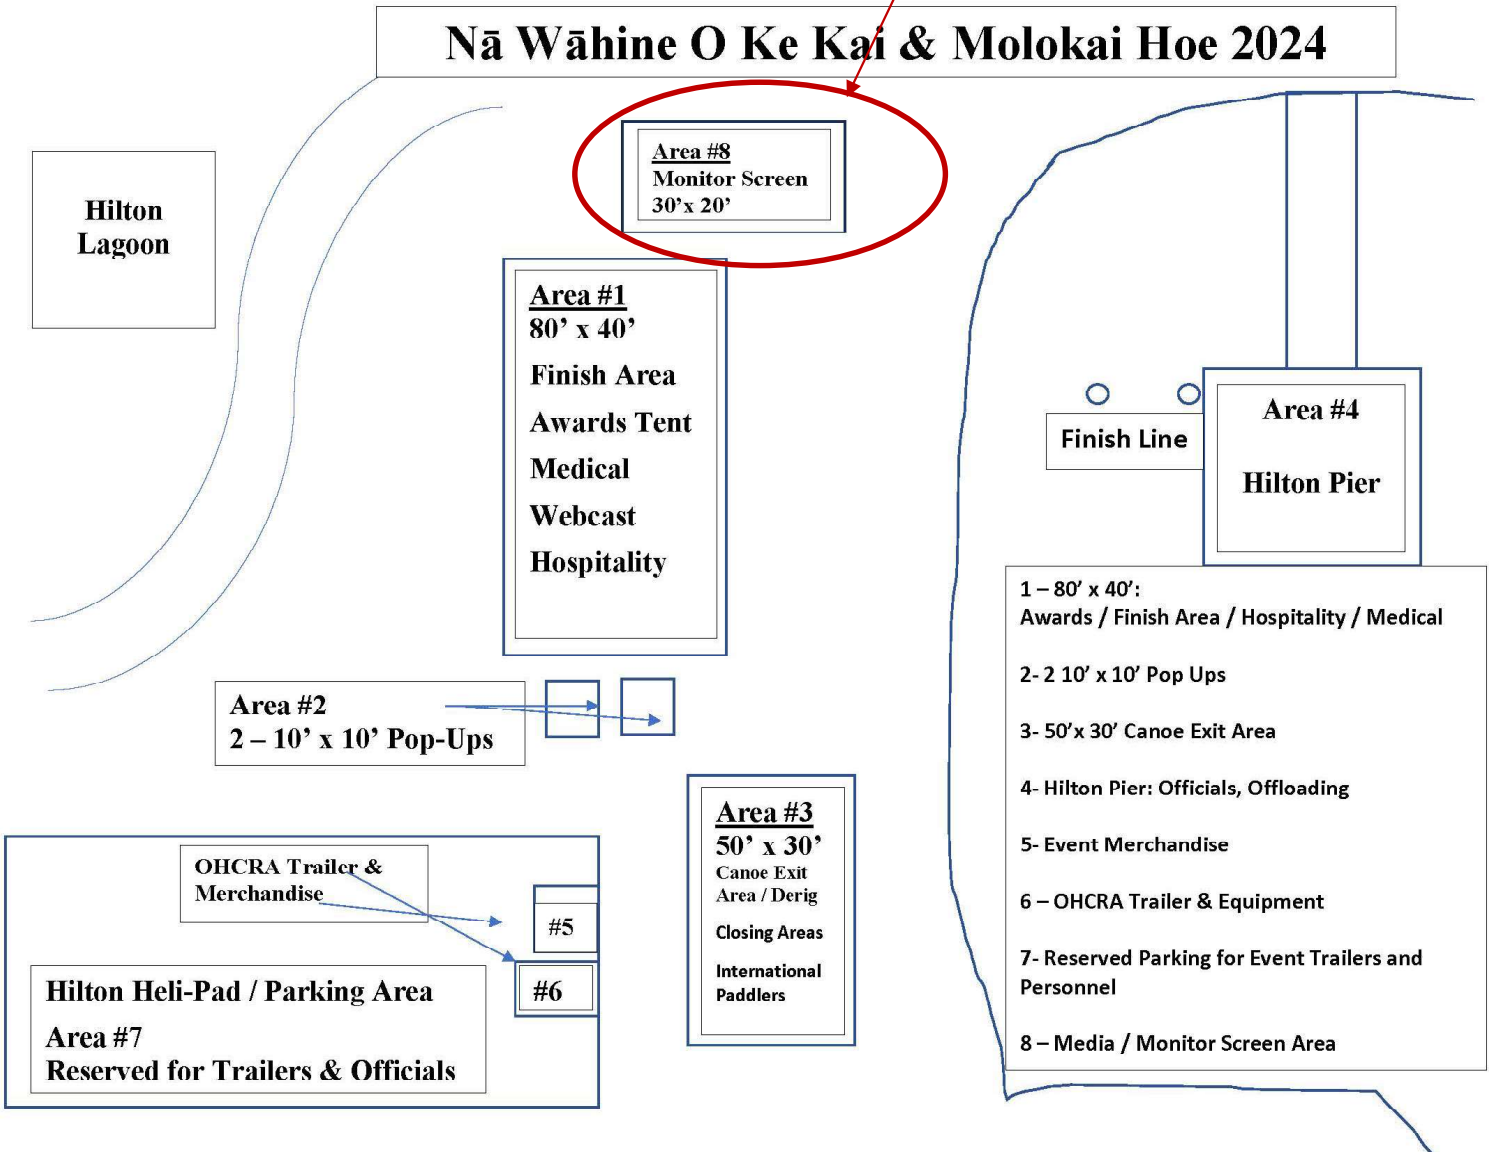 Nā Wāhine O Ke Kai & Molokai Hoe 2024
Hilton
Lagoon
Area #8
Monitor Screen
30’x 20’
Area #1
80’ x 40’
Finish Area
Awards Tent
Medical
Webcast
Hospitality
Finish Line
Area #4
Hilton Pier
Area #2
2 – 10’ x 10’ Pop-Ups
Area #3
50’ x 30’
Canoe Exit
Area / Derig
Closing Areas
International
Paddlers
OHCRA Trailer &
Merchandise
#5
#6
Hilton Heli-Pad / Parking Area
Area #7
Reserved for Trailers & Officials
1 – 80’ x 40’:
Awards / Finish Area / Hospitality / Medical
2- 2 10’ x 10’ Pop Ups
3- 50’x 30’ Canoe Exit Area
4- Hilton Pier: Officials, Offloading
5- Event Merchandise
6 – OHCRA Trailer & Equipment
7- Reserved Parking for Event Trailers and
Personnel
8 – Media / Monitor Screen Area